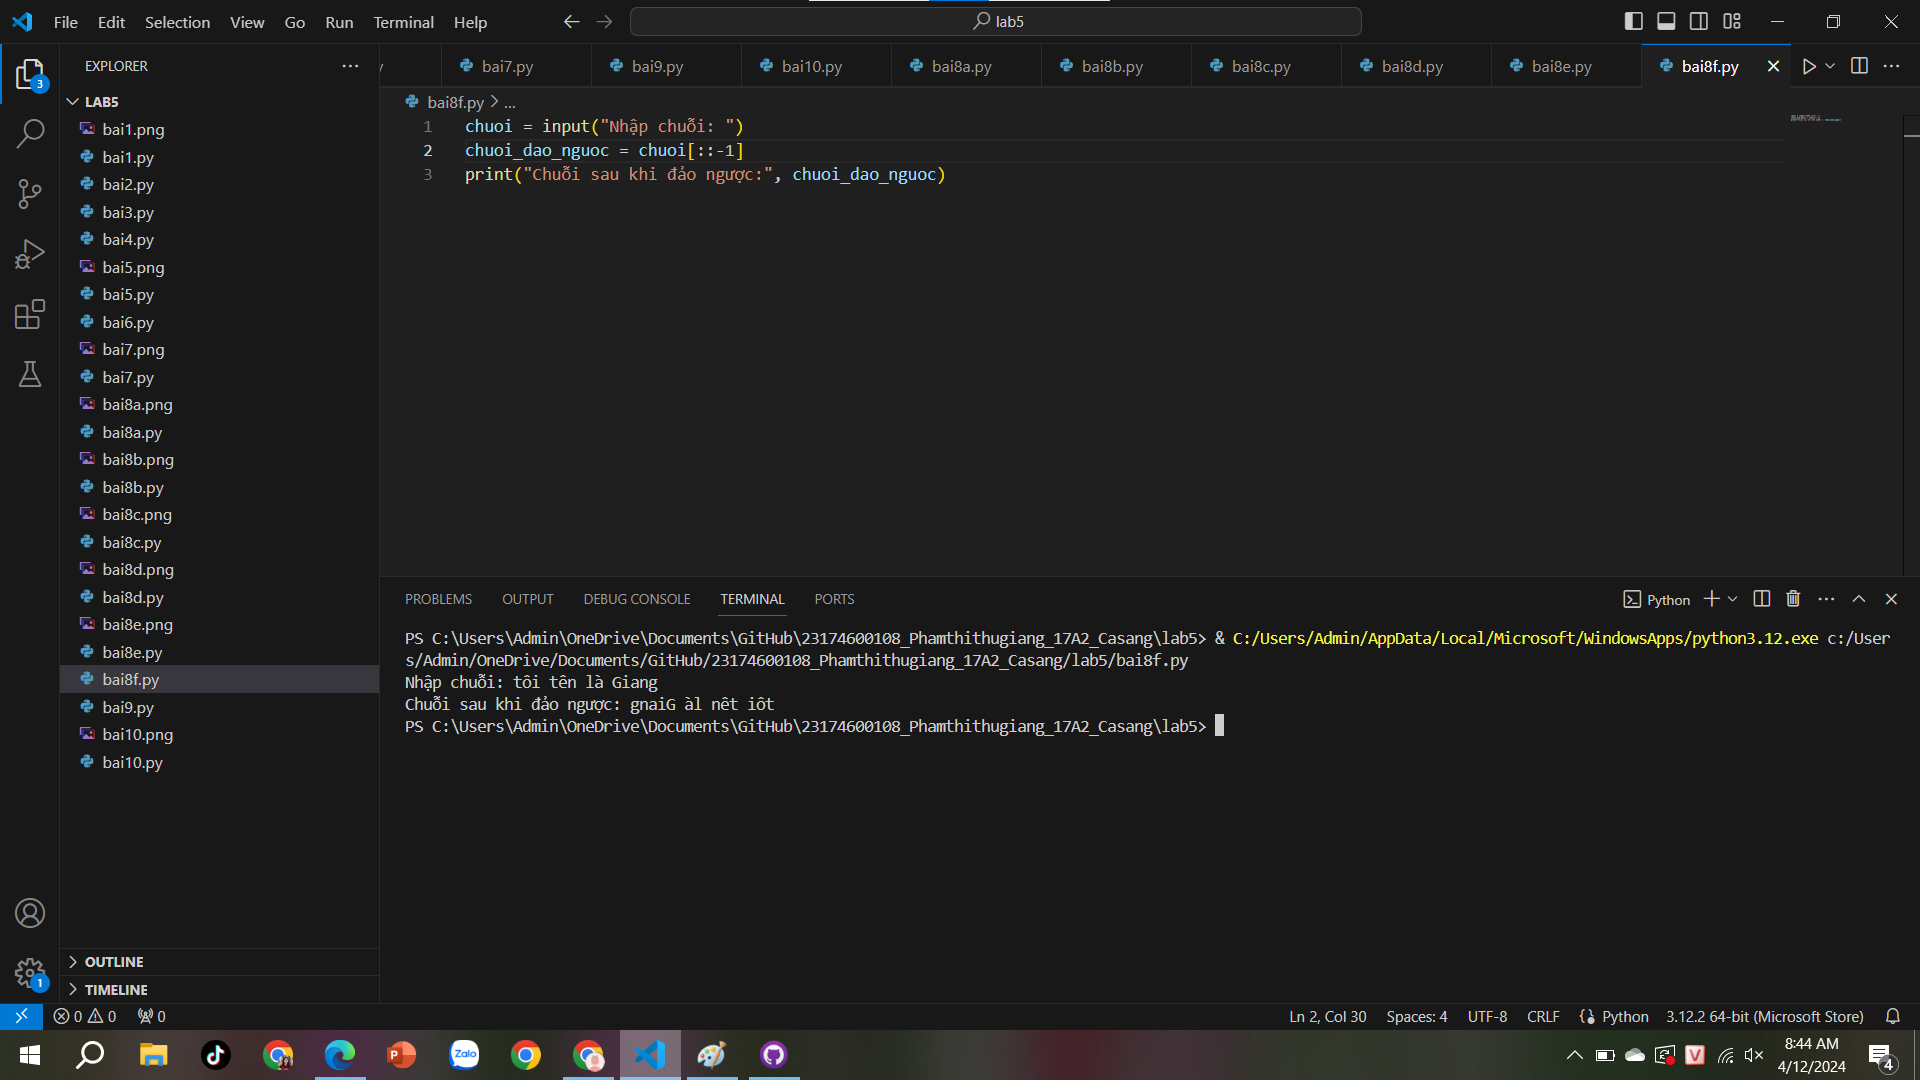 File Edit Selection View Go Run Terminal Help
lab5
EXPLORER
3
LAB5
bai1.png
bai1.py
bai2.py
bai3.py
bai4.py
bai5.png
bai5.py
bai6.py
bai7.png
bai7.py
bai8a.png
bai8a.py
bai8b.png
bai8b.py
bai8c.png
bai8c.py
bai8d.png
bai8d.py
bai8e.png
bai8e.py
bai8f.py
bai9.py
bai10.png
bai10.py
OUTLINE
TIMELINE
1
bai7.py bai9.py bai10.py bai8a.py bai8b.py bai8c.py bai8d.py bai8e.py bai8f.py
bai8f.py > ...
1 chuoi = input("Nhập chuỗi: ")
2 chuoi_dao_nguoc = chuoi[::-1]
3 print("Chuỗi sau khi đảo ngược:", chuoi_dao_nguoc)
PROBLEMS OUTPUT DEBUG CONSOLE TERMINAL PORTS
Python
PS C:\Users\Admin\OneDrive\Documents\GitHub\23174600108_Phamthithugiang_17A2_Casang\lab5> & C:/Users/Admin/AppData/Local/Microsoft/WindowsApps/python3.12.exe c:/User
s/Admin/OneDrive/Documents/GitHub/23174600108_Phamthithugiang_17A2_Casang/lab5/bai8f.py
Nhập chuỗi: tôi tên là Giang
Chuỗi sau khi đảo ngược: gnaiG àl nêt iôt
PS C:\Users\Admin\OneDrive\Documents\GitHub\23174600108_Phamthithugiang_17A2_Casang\lab5>
0 0 0
Ln 2, Col 30 Spaces: 4 UTF-8 CRLF Python 3.12.2 64-bit (Microsoft Store)
Zalo
V
8:44 AM
4/12/2024
4